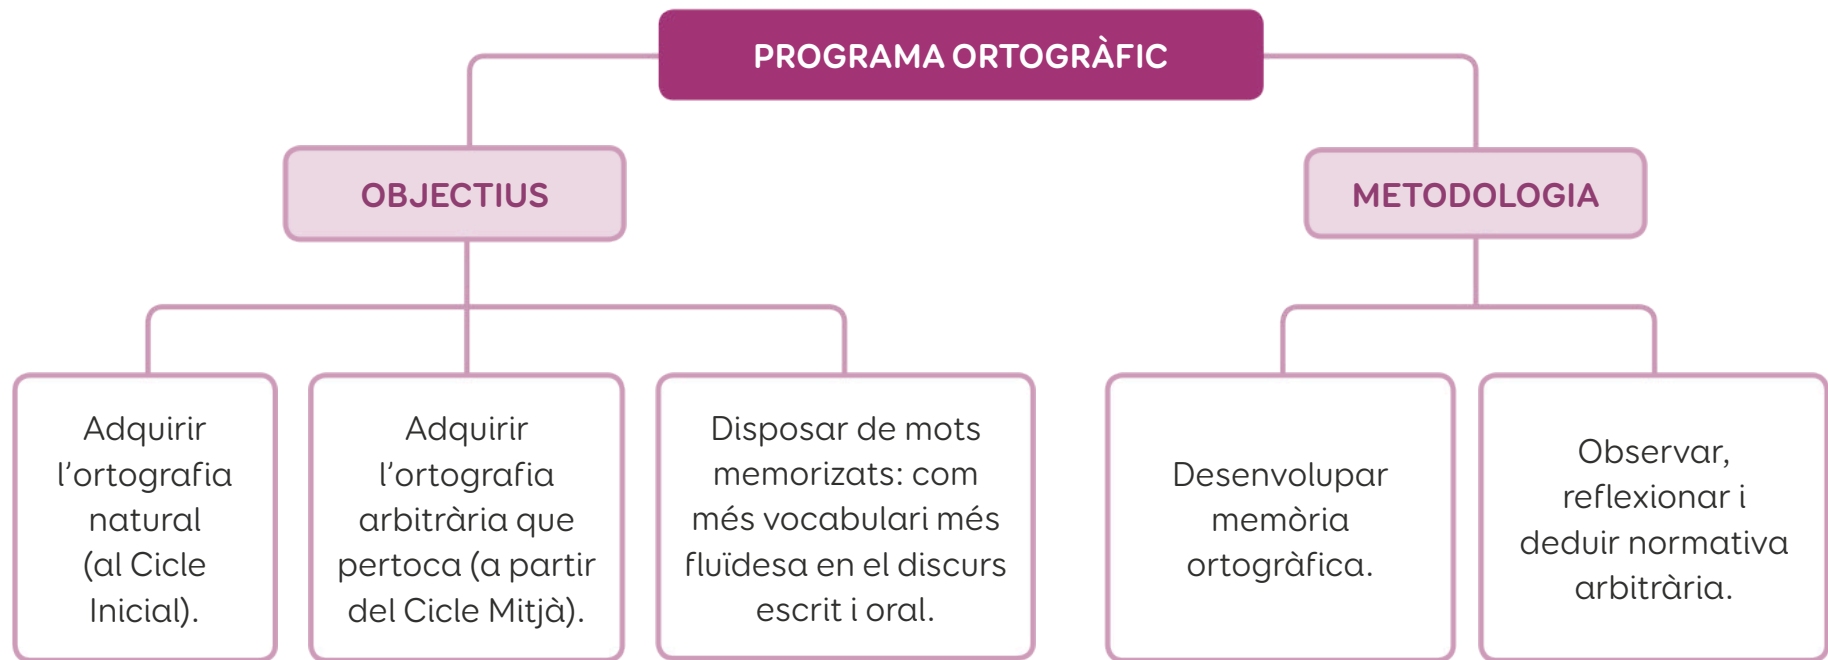 PROGRAMA ORTOGRÀFIC
OBJECTIUS
METODOLOGIA
Adquirir
l’ortografia
natural
(al Cicle
Inicial).
Adquirir
l’ortografia
arbitrària que
pertoca (a partir
del Cicle Mitjà).
Disposar de mots
memorizats: com
més vocabulari més
fluïdesa en el discurs
escrit i oral.
Desenvolupar
memòria
ortogràfica.
Observar,
reflexionar i
deduir normativa
arbitrària.